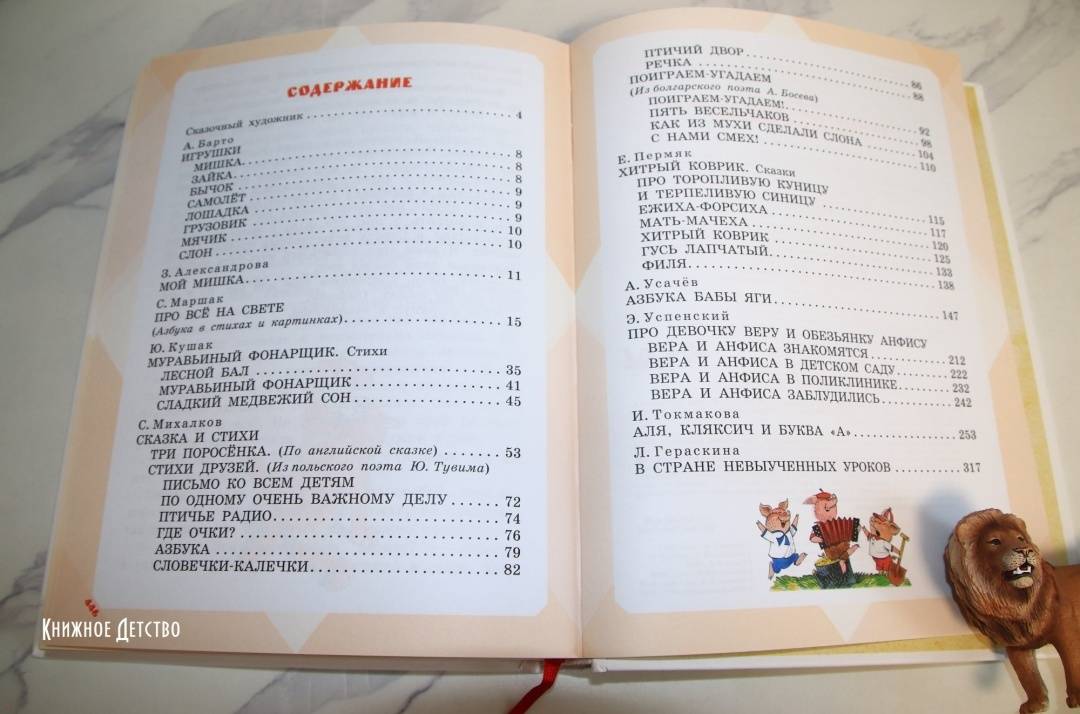 СОДЕРЖАНИЕ
Сказочный художник 4
А. Барто
ИГРУШКИ
МИШКА 8
ЗАЙКА 8
БЫЧОК 8
САМОЛЁТ 9
ЛОШАДКА 9
ГРУЗОВИК 9
МЯЧИК 10
СЛОН 10
З. Александрова
МОЙ МИШКА 11
С. Маршак
ПРО ВСЁ НА СВЕТЕ
(Азбука в стихах и картинках) 15
Ю. Кушак
МУРАВЬИНЫЙ ФОНАРЩИК. Стихи
ЛЕСНОЙ БАЛ 35
МУРАВЬИНЫЙ ФОНАРЩИК 41
СЛАДКИЙ МЕДВЕЖИЙ СОН 45
С. Михалков
СКАЗКА И СТИХИ
ТРИ ПОРОСЁНКА. (По английской сказке) 53
СТИХИ ДРУЗЕЙ. (Из польского поэта Ю. Тувима)
ПИСЬМО КО ВСЕМ ДЕТЯМ
ПО ОДНОМУ ОЧЕНЬ ВАЖНОМУ ДЕЛУ 72
ПТИЧЬЕ РАДИО 74
ГДЕ ОЧКИ? 76
АЗБУКА 79
СЛОВЕЧКИ-КАЛЕЧКИ 82
446
КНИЖНОЕ ДЕТСТВО
ПТИЧИЙ ДВОР 86
РЕЧКА 88
ПОИГРАЕМ-УГАДАЕМ
(Из болгарского поэта А. Босева)
ПОИГРАЕМ-УГАДАЕМ! 92
ПЯТЬ ВЕСЕЛЬЧАКОВ 98
КАК ИЗ МУХИ СДЕЛАЛИ СЛОНА 104
С НАМИ СМЕХ! 110
Е. Пермяк
ХИТРЫЙ КОВРИК. Сказки
ПРО ТОРОПЛИВУЮ КУНИЦУ
И ТЕРПЕЛИВУЮ СИНИЦУ 115
ЕЖИХА-ФОРСИХА 117
МАТЬ-МАЧЕХА 120
ХИТРЫЙ КОВРИК 125
ГУСЬ ЛАПЧАТЫЙ 133
ФИЛЯ 138
А. Усачёв
АЗБУКА БАБЫ ЯГИ 147
Э. Успенский
ПРО ДЕВОЧКУ ВЕРУ И ОБЕЗЬЯНКУ АНФИСУ
ВЕРА И АНФИСА ЗНАКОМЯТСЯ 212
ВЕРА И АНФИСА В ДЕТСКОМ САДУ 222
ВЕРА И АНФИСА В ПОЛИКЛИНИКЕ 232
ВЕРА И АНФИСА ЗАБЛУДИЛИСЬ 242
И. Токмакова
АЛЯ, КЛЯКСИЧ И БУКВА «А» 253
Л. Гераскина
В СТРАНЕ НЕВЫУЧЕННЫХ УРОКОВ 317